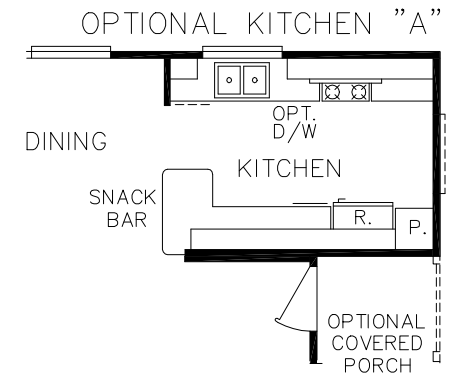 OPTIONAL KITCHEN "A"
OPT.
D/W
DINING
KITCHEN
SNACK
BAR
R.
P.
OPTIONAL
COVERED
PORCH